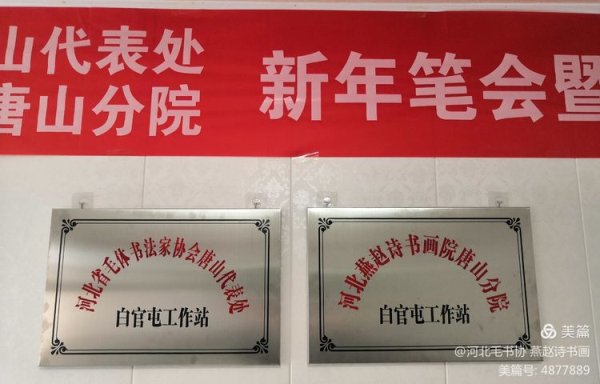 山代表处
唐山分院
新年笔会暨
河北省毛体书法家协会唐山代表处
白官屯工作站
河北燕赵诗书画院唐山分院
白官屯工作站
美篇
@河北毛书协 燕赵诗书画
美篇号: 4877889